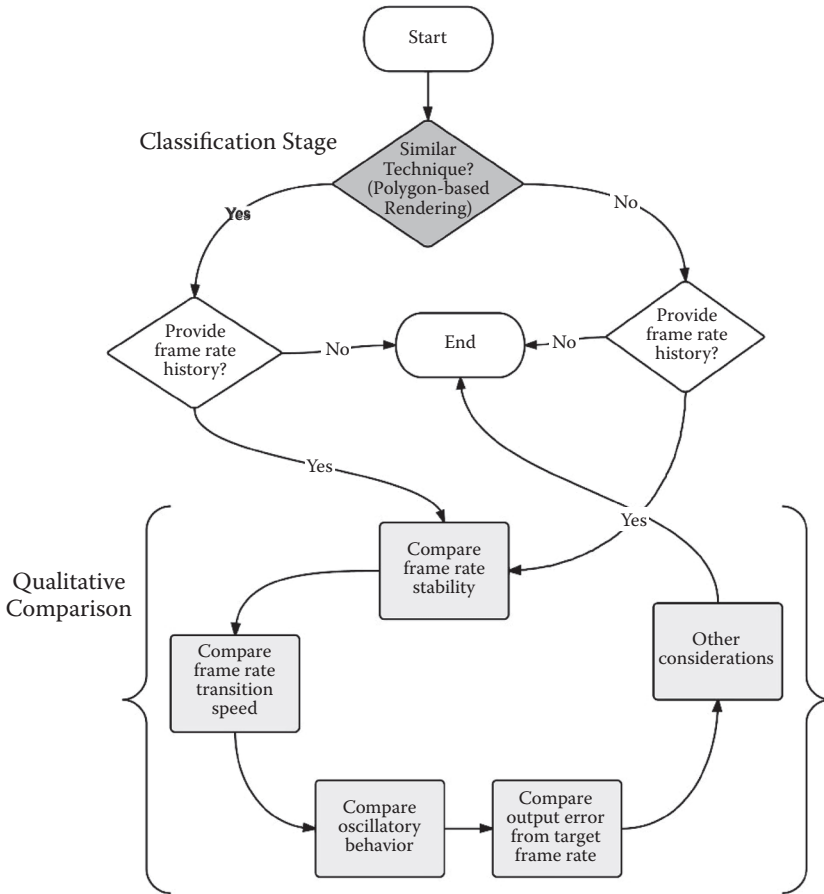 Start
Classification Stage
Similar
Technique?
(Polygon-based
Rendering)
Yes
No
Provide
frame rate
history?
No
End
No
Provide
frame rate
history?
Yes
Yes
Qualitative
Comparison
Compare
frame rate
stability
Compare
frame rate
transition
speed
Other
considerations
Compare
oscillatory
behavior
Compare
output error
from target
frame rate